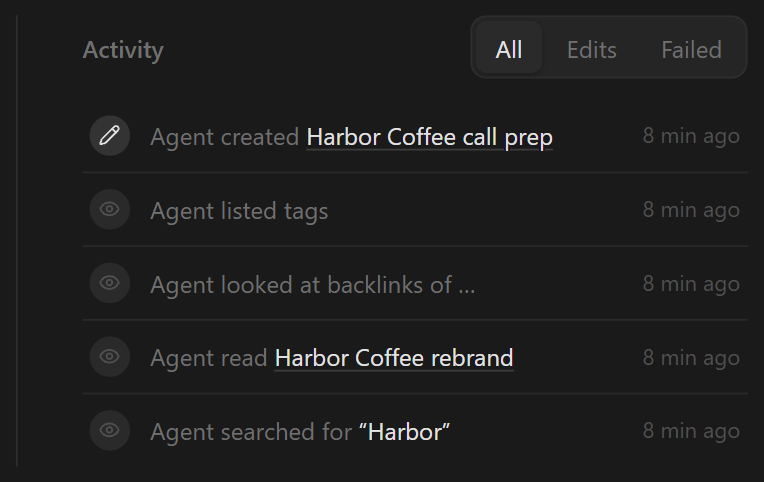 Activity
All Edits Failed
Agent created Harbor Coffee call prep 8 min ago
Agent listed tags 8 min ago
Agent looked at backlinks of ... 8 min ago
Agent read Harbor Coffee rebrand 8 min ago
Agent searched for “Harbor” 8 min ago